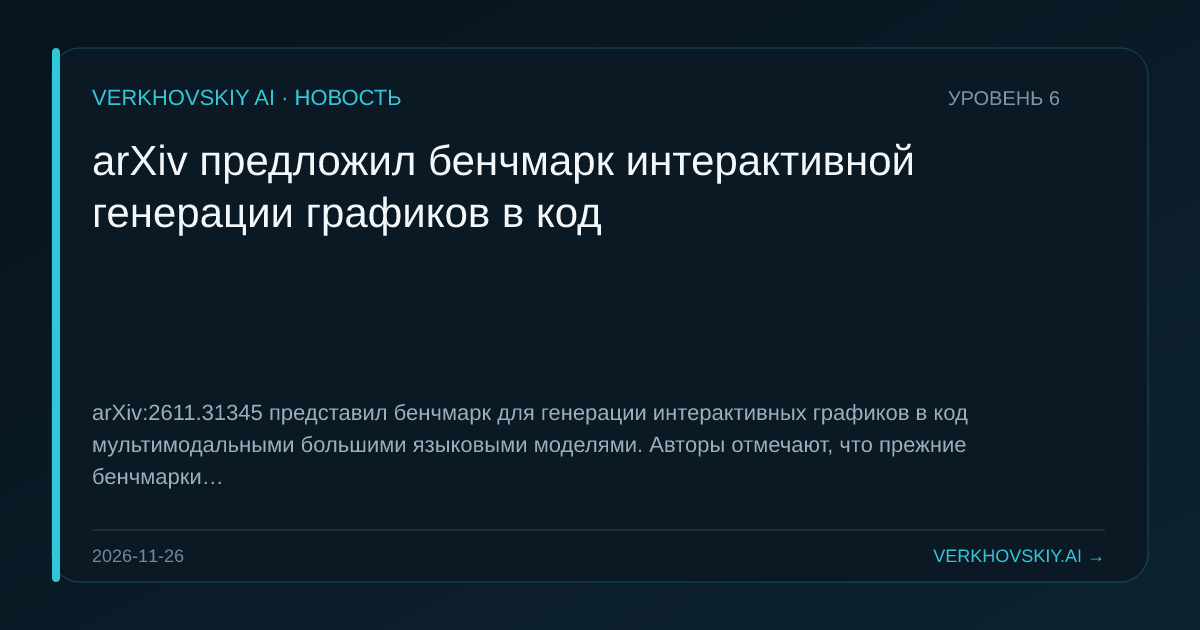 VERKHOVSKIY AI · НОВОСТЬ
УРОВЕНЬ 6
arXiv предложил бенчмарк интерактивной
генерации графиков в код
arXiv:2611.31345 представил бенчмарк для генерации интерактивных графиков в код
мультимодальными большими языковыми моделями. Авторы отмечают, что прежние
бенчмарки…
2026-11-26
VERKHOVSKIY.AI →